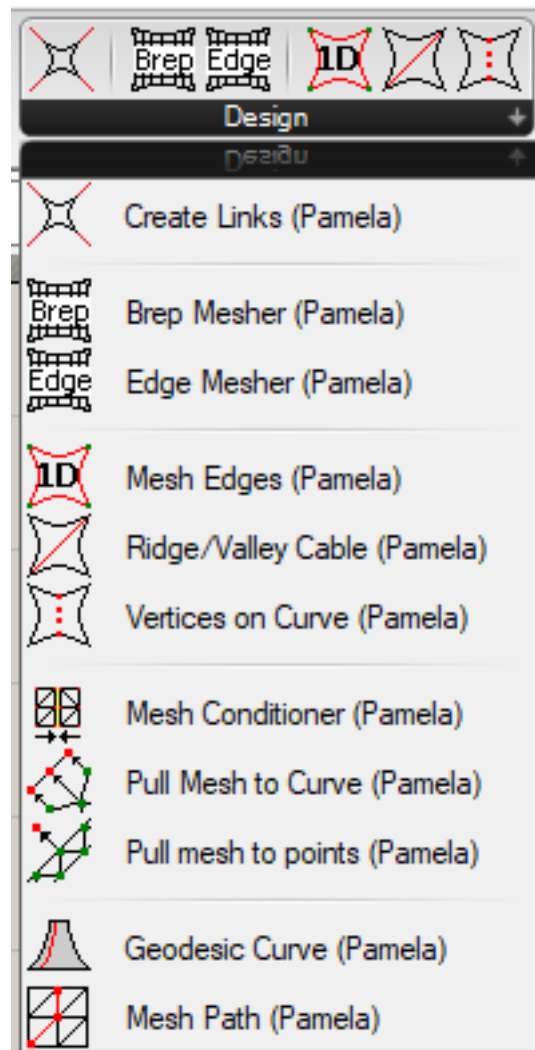 Brep Edge 1D
Design
Design
Create Links (Pamela)
Brep
Brep Mesher (Pamela)
Edge
Edge Mesher (Pamela)
1D
Mesh Edges (Pamela)
Ridge/Valley Cable (Pamela)
Vertices on Curve (Pamela)
Mesh Conditioner (Pamela)
Pull Mesh to Curve (Pamela)
Pull mesh to points (Pamela)
Geodesic Curve (Pamela)
Mesh Path (Pamela)